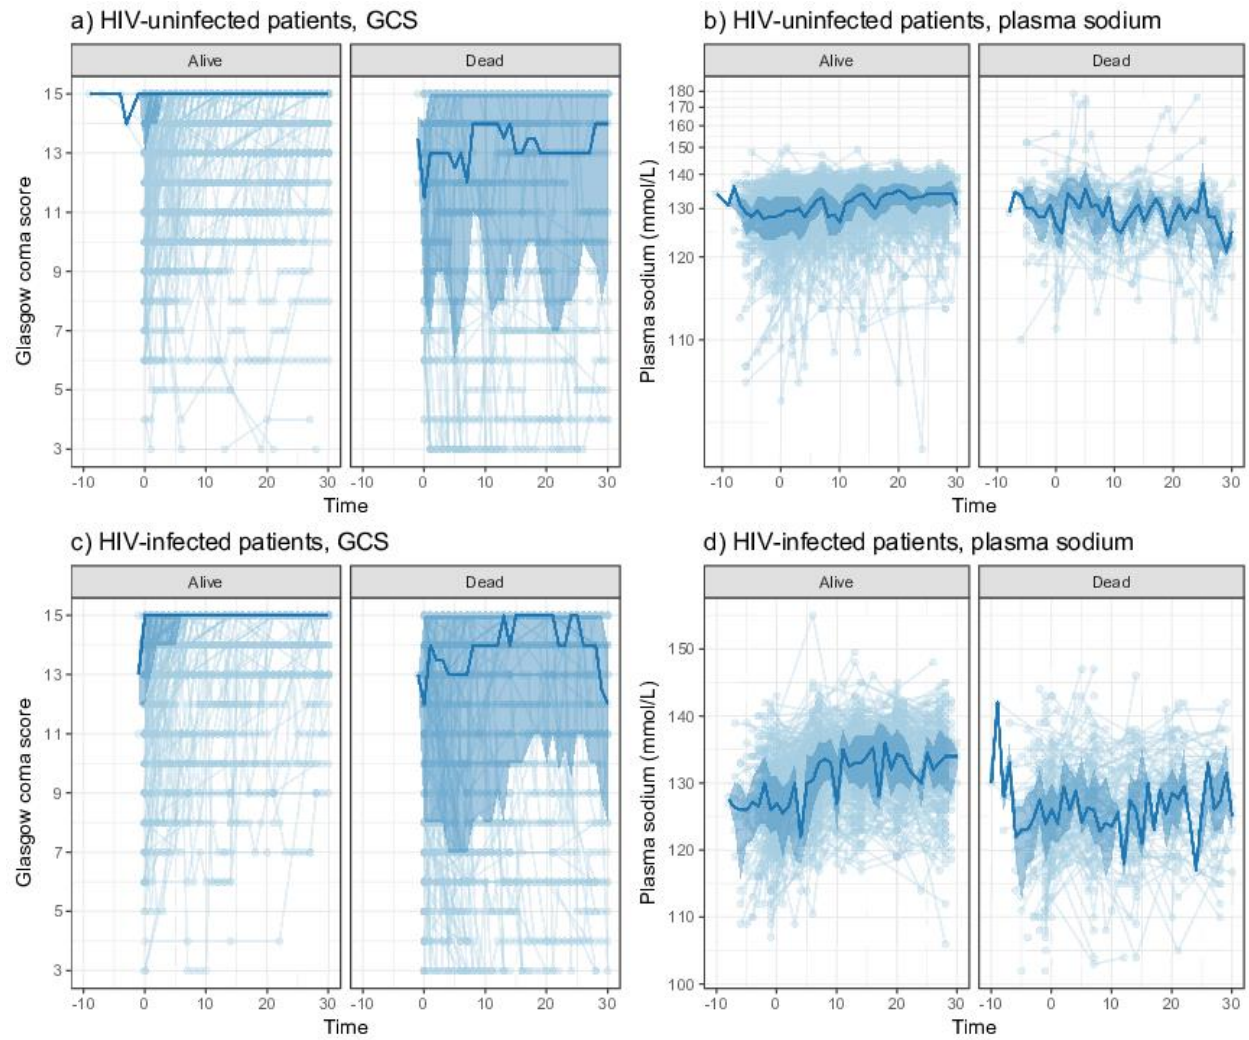 a) HIV-uninfected patients, GCS
Alive
Dead
Glasgow coma score
15
13
11
9
7
5
3
-10 0 10 20 30
-10 0 10 20 30
Time
b) HIV-uninfected patients, plasma sodium
Alive
Dead
Plasma sodium (mmol/L)
180
170
160
150
140
130
120
110
-10 0 10 20 30
-10 0 10 20 30
Time
c) HIV-infected patients, GCS
Alive
Dead
Glasgow coma score
15
13
11
9
7
5
3
-10 0 10 20 30
-10 0 10 20 30
Time
d) HIV-infected patients, plasma sodium
Alive
Dead
Plasma sodium (mmol/L)
150
140
130
120
110
100
-10 0 10 20 30
-10 0 10 20 30
Time